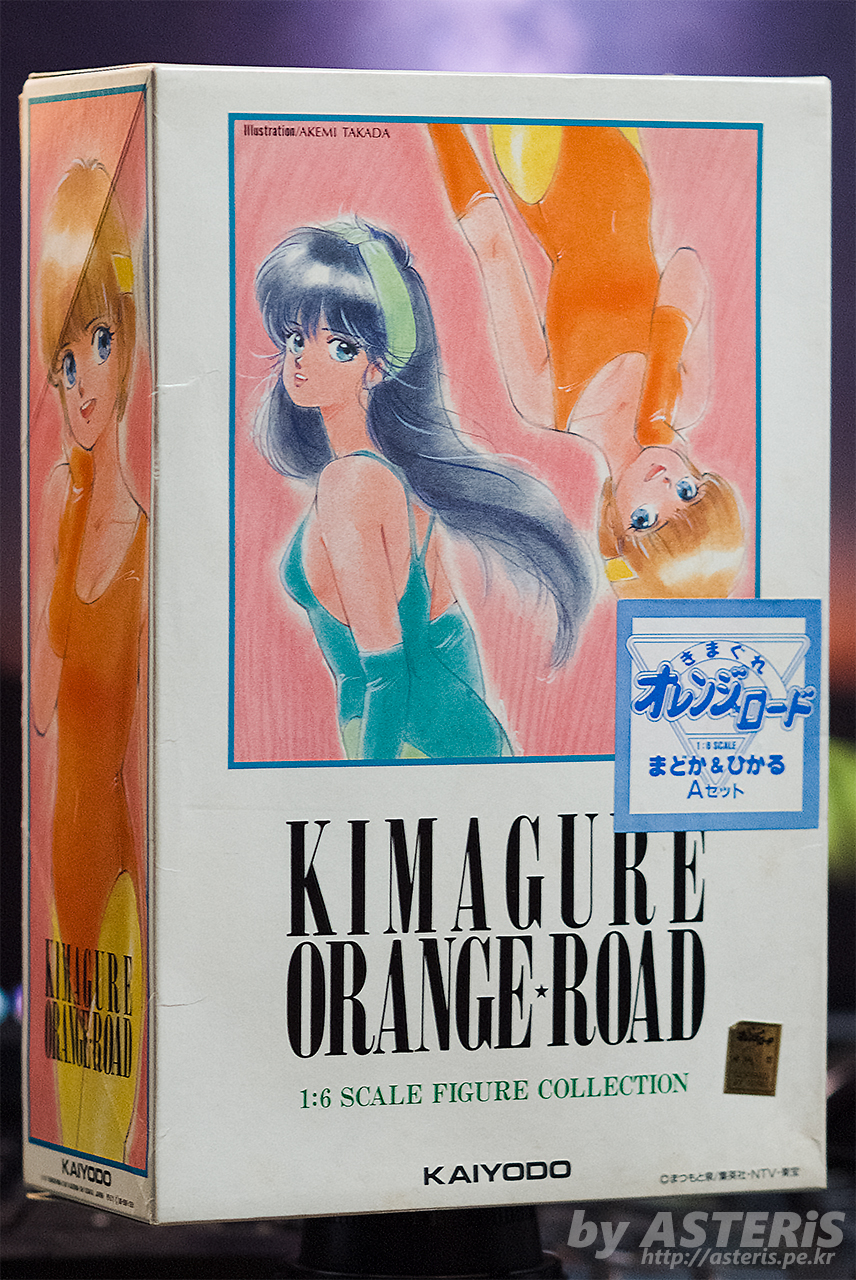 Illustration/AKEMI TAKADA
きまぐれ
オレンジ★ロード
1:6 SCALE
まどか&ひかる
Aセット
KIMAGURE
ORANGE★ROAD
1:6 SCALE FIGURE COLLECTION
KAIYODO
©まつもと泉/集英社・NTV・東宝
KIMAGURE
ORANGE★ROAD
KAIYODO
by ASTERiS
http://asteris.pe.kr